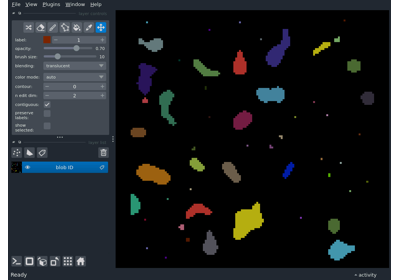 File View Plugins Window Help
label: 1
opacity: 0.70
brush size: 10
blending: translucent
color mode: auto
contour: 0
n edit dim: 2
contiguous:
preserve
labels:
show
selected:
blob ID
Ready
activity